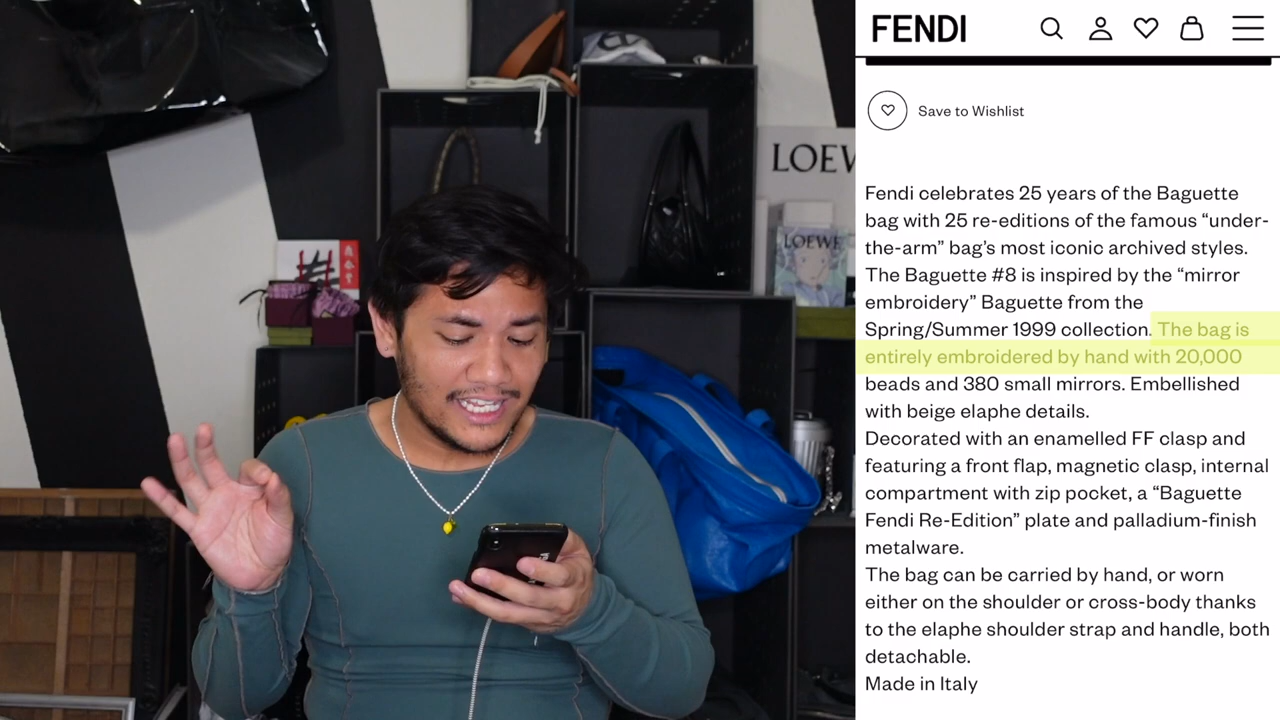 FENDI
Save to Wishlist
Fendi celebrates 25 years of the Baguette
bag with 25 re-editions of the famous “under-
the-arm” bag’s most iconic archived styles.
The Baguette #8 is inspired by the “mirror
embroidery” Baguette from the
Spring/Summer 1999 collection. The bag is
entirely embroidered by hand with 20,000
beads and 380 small mirrors. Embellished
with beige elaphe details.
Decorated with an enamelled FF clasp and
featuring a front flap, magnetic clasp, internal
compartment with zip pocket, a “Baguette
Fendi Re-Edition” plate and palladium-finish
metalware.
The bag can be carried by hand, or worn
either on the shoulder or cross-body thanks
to the elaphe shoulder strap and handle, both
detachable.
Made in Italy
LOEW
LOEWE